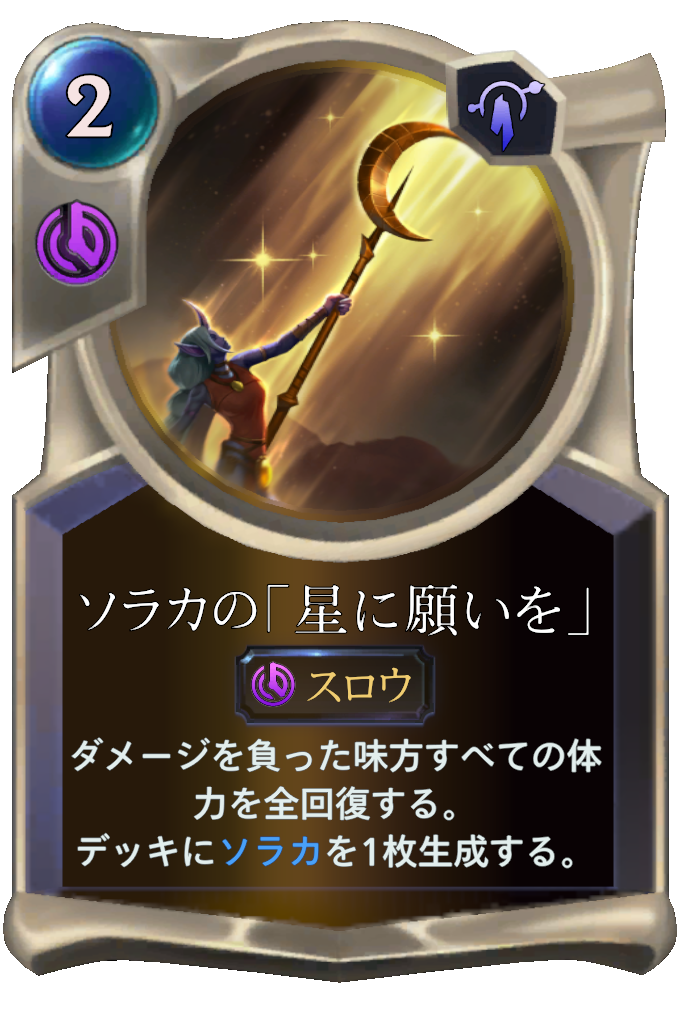 2
ソラカの「星に願いを」
スロウ
ダメージを負った味方すべての体
力を全回復する。
デッキにソラカを1枚生成する。